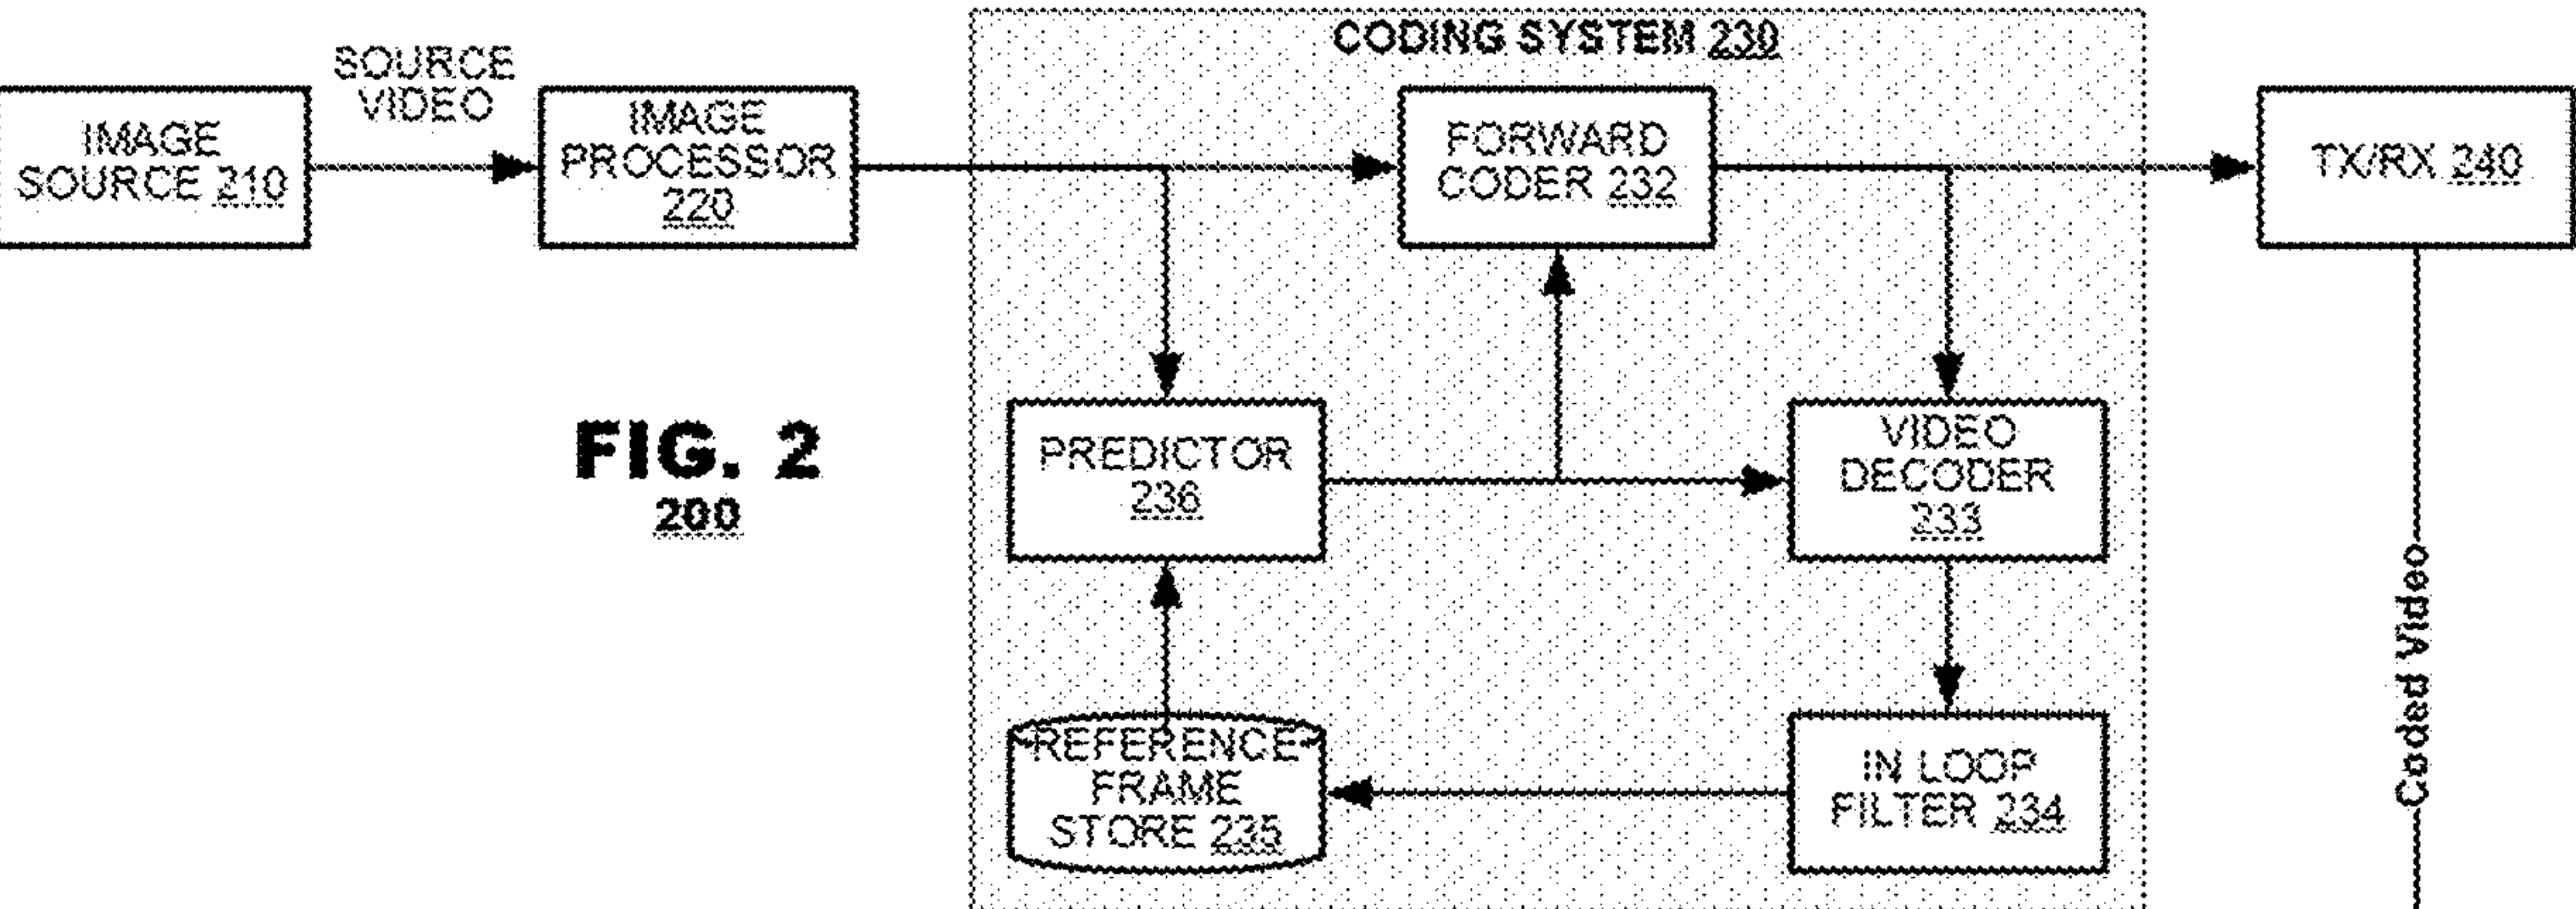 CODING SYSTEM 230
SOURCE
VIDEO
IMAGE
SOURCE 210
IMAGE
PROCESSOR
220
FORWARD
CODER 232
TX/RX 240
FIG. 2
200
PREDICTOR
236
VIDEO
DECODER
233
REFERENCE
FRAME
STORE 235
IN LOOP
FILTER 234
Coded Video